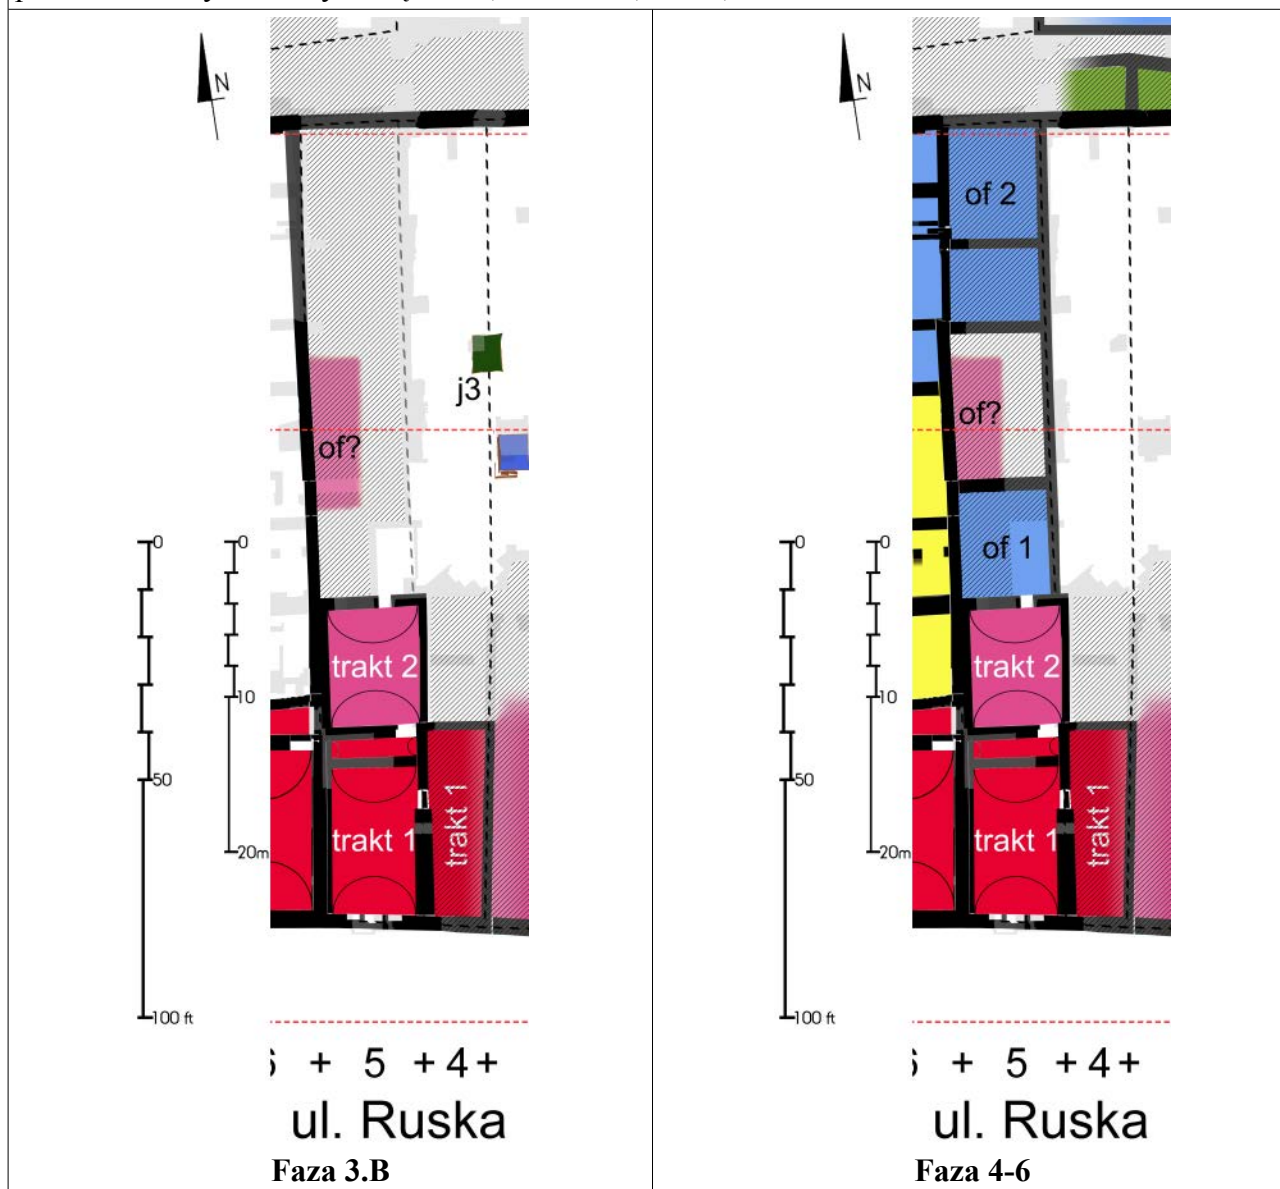 N
of?
j3
0
0
trakt 2
10
50
trakt 1
trakt 1
20m
100 ft
+ 5 + 4 +
ul. Ruska
Faza 3.B
N
of 2
of?
of 1
0
0
trakt 2
10
50
trakt 1
trakt 1
20m
100 ft
+ 5 + 4 +
ul. Ruska
Faza 4-6